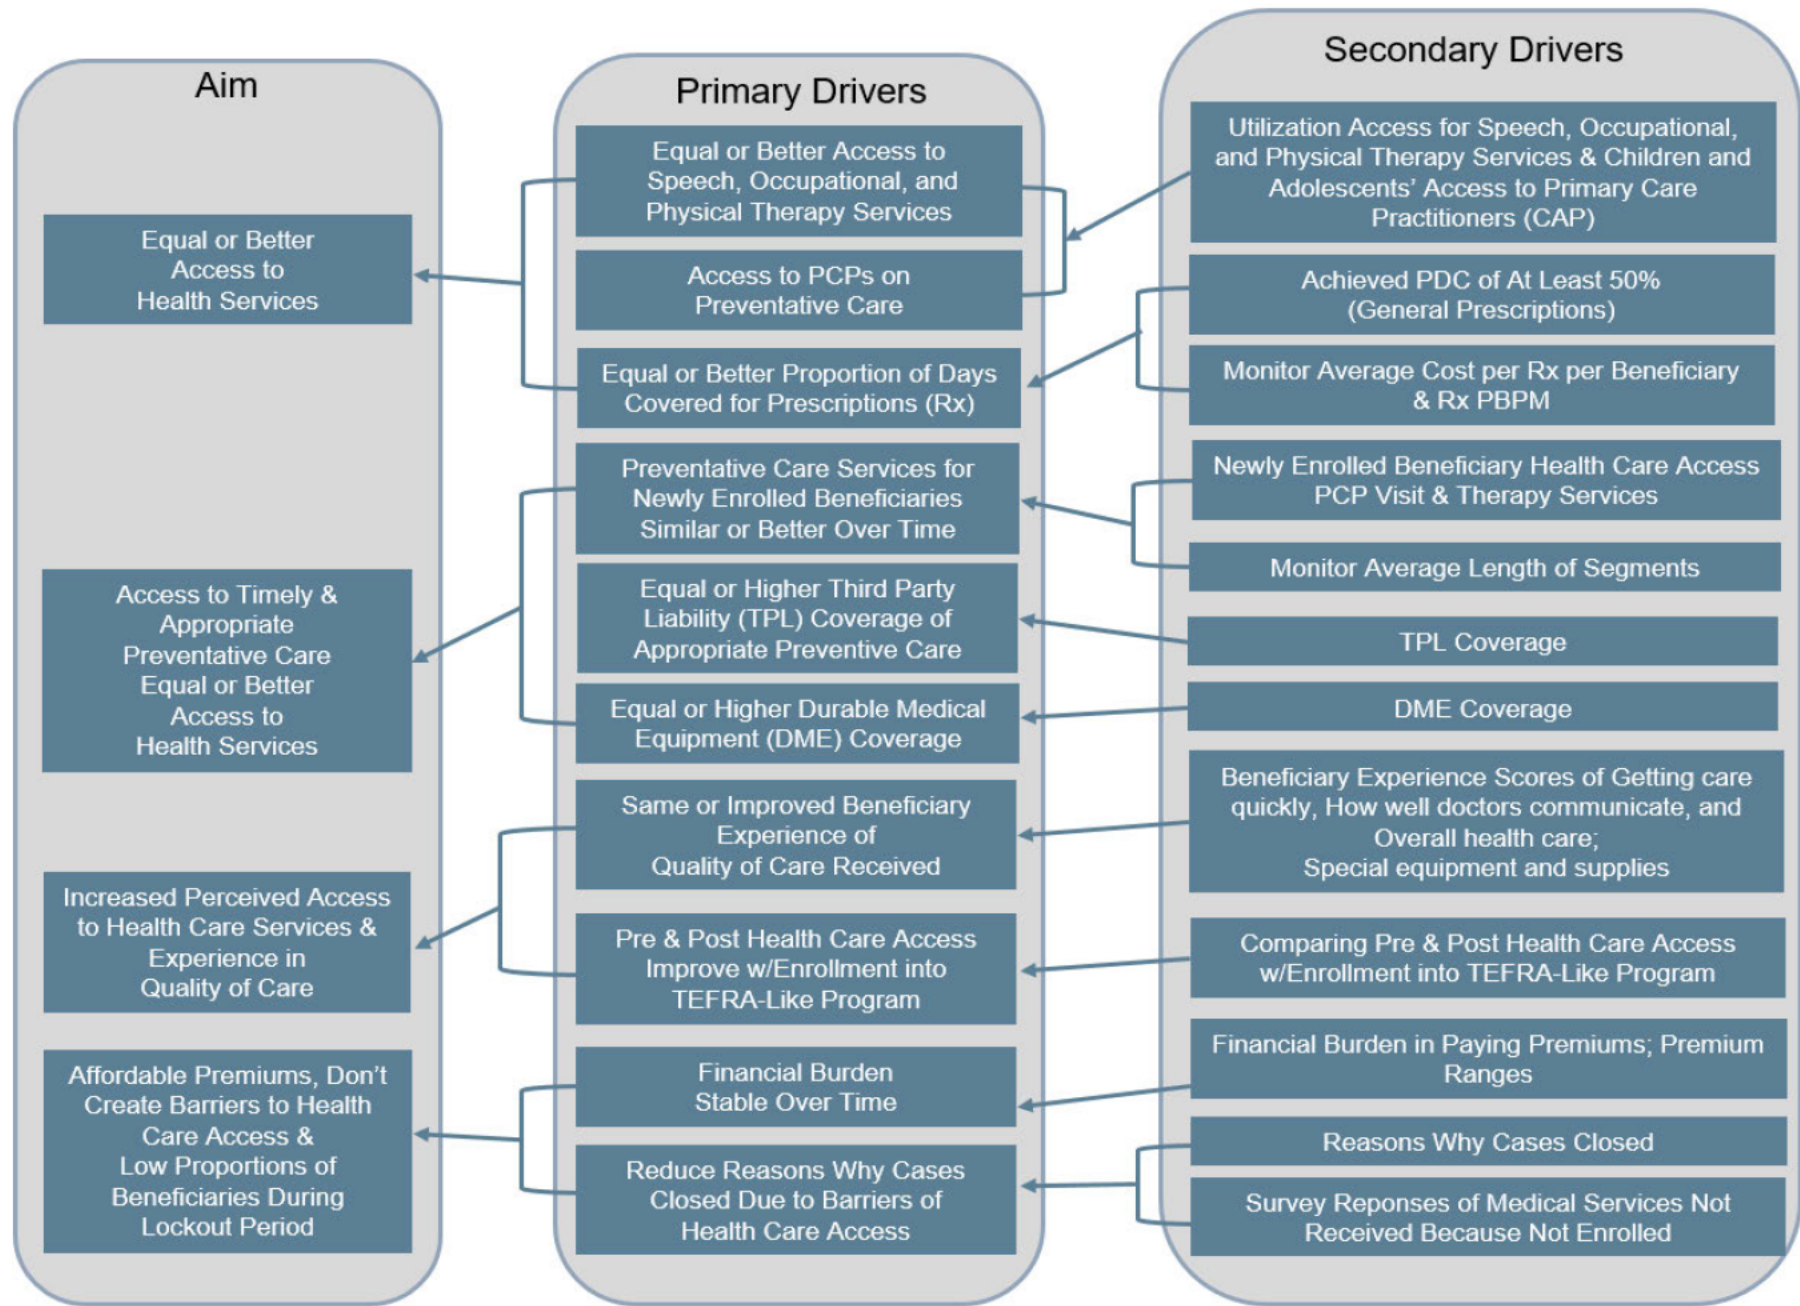 Aim
Equal or Better
Access to
Health Services
Access to Timely &
Appropriate
Preventative Care
Equal or Better
Access to
Health Services
Increased Perceived Access
to Health Care Services &
Experience in
Quality of Care
Affordable Premiums, Don't
Create Barriers to Health
Care Access &
Low Proportions of
Beneficiaries During
Lockout Period
Primary Drivers
Equal or Better Access to
Speech, Occupational, and
Physical Therapy Services
Access to PCPs on
Preventative Care
Equal or Better Proportion of Days
Covered for Prescriptions (Rx)
Preventative Care Services for
Newly Enrolled Beneficiaries
Similar or Better Over Time
Equal or Higher Third Party
Liability (TPL) Coverage of
Appropriate Preventive Care
Equal or Higher Durable Medical
Equipment (DME) Coverage
Same or Improved Beneficiary
Experience of
Quality of Care Received
Pre & Post Health Care Access
Improve w/Enrollment into
TEFRA-Like Program
Financial Burden
Stable Over Time
Reduce Reasons Why Cases
Closed Due to Barriers of
Health Care Access
Secondary Drivers
Utilization Access for Speech, Occupational,
and Physical Therapy Services & Children and
Adolescents' Access to Primary Care
Practitioners (CAP)
Achieved PDC of At Least 50%
(General Prescriptions)
Monitor Average Cost per Rx per Beneficiary
& Rx PBPM
Newly Enrolled Beneficiary Health Care Access
PCP Visit & Therapy Services
Monitor Average Length of Segments
TPL Coverage
DME Coverage
Beneficiary Experience Scores of Getting care
quickly, How well doctors communicate, and
Overall health care;
Special equipment and supplies
Comparing Pre & Post Health Care Access
w/Enrollment into TEFRA-Like Program
Financial Burden in Paying Premiums; Premium
Ranges
Reasons Why Cases Closed
Survey Reponses of Medical Services Not
Received Because Not Enrolled